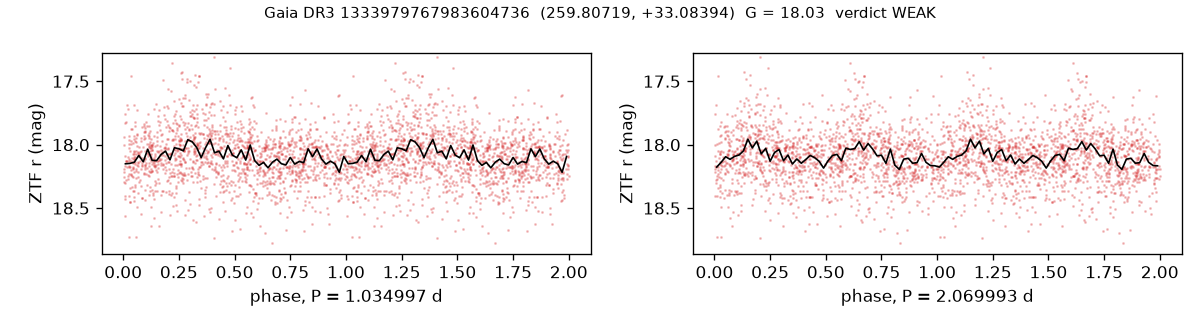 Gaia DR3 1333979767983604736  (259.80719, +33.08394)  G = 18.03  verdict WEAK
ZTF r (mag)
17.5
18.0
18.5
0.00 0.25 0.50 0.75 1.00 1.25 1.50 1.75 2.00
phase, P = 1.034997 d
ZTF r (mag)
17.5
18.0
18.5
0.00 0.25 0.50 0.75 1.00 1.25 1.50 1.75 2.00
phase, P = 2.069993 d